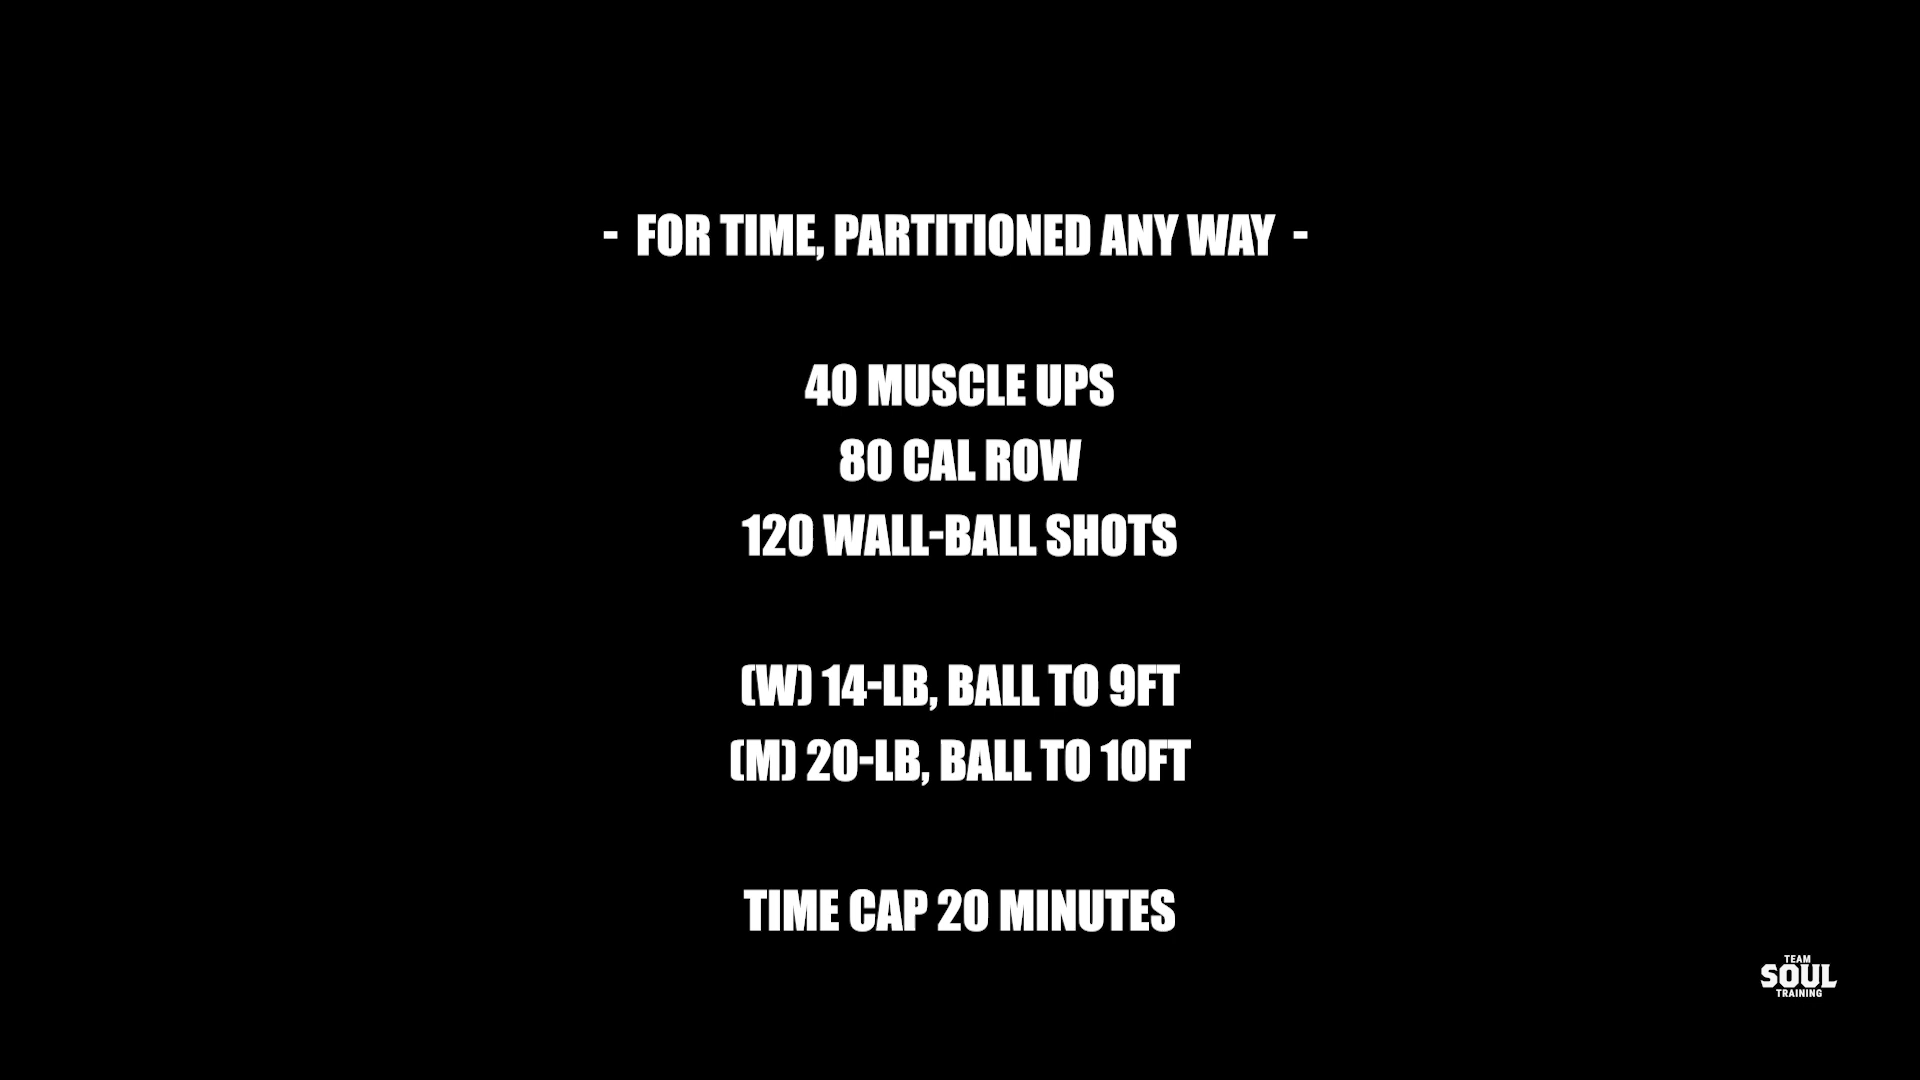 - FOR TIME, PARTITIONED ANY WAY -
40 MUSCLE UPS
80 CAL ROW
120 WALL-BALL SHOTS
(W) 14-LB, BALL TO 9FT
(M) 20-LB, BALL TO 10FT
TIME CAP 20 MINUTES
TEAM
SOUL
TRAINING